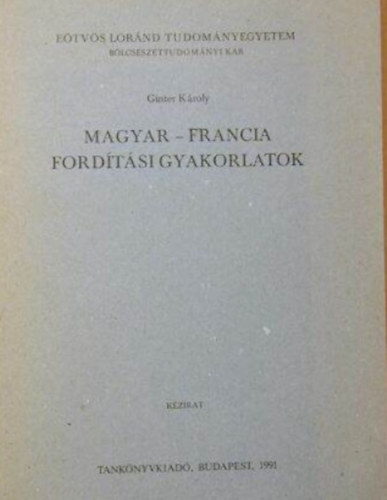 EÖTVÖS LORÁND TUDOMÁNYEGYETEM
BÖLCSÉSZETTUDOMÁNYI KAR
Ginter Károly
MAGYAR – FRANCIA
FORDÍTÁSI GYAKORLATOK
KÉZIRAT
TANKÖNYVKIADÓ, BUDAPEST, 1991